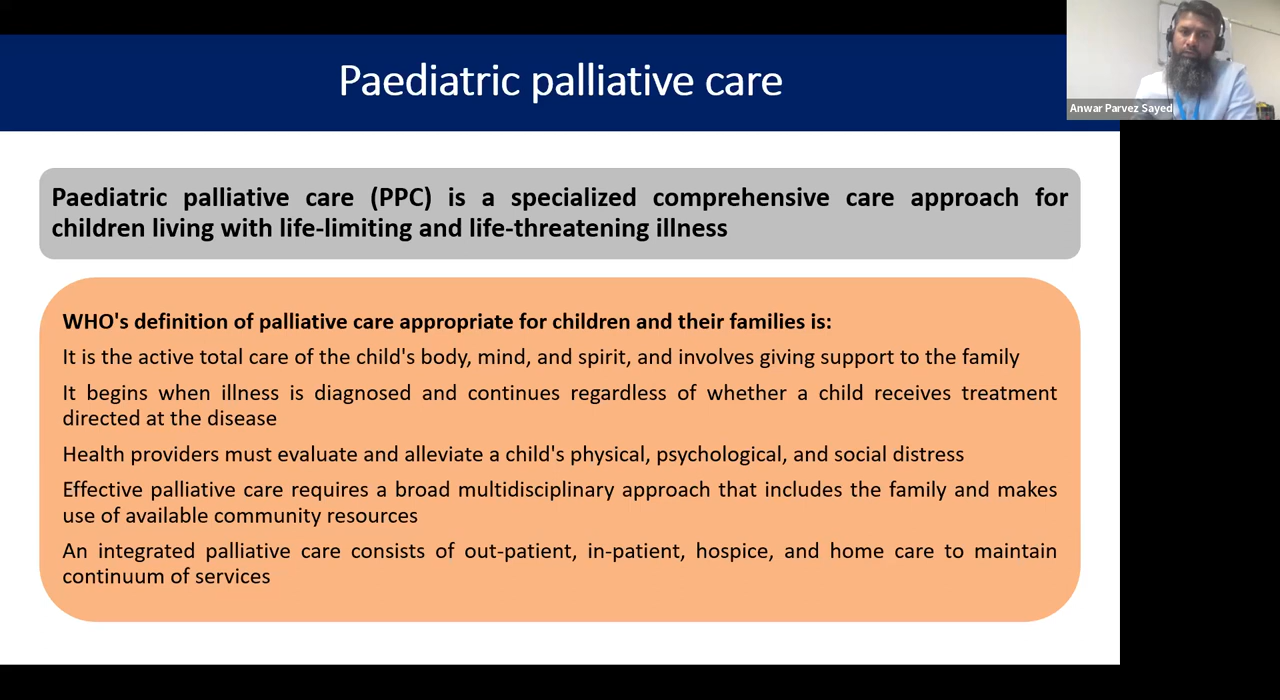 Paediatric palliative care
Anwar Parvez Sayed
Paediatric palliative care (PPC) is a specialized comprehensive care approach for
children living with life-limiting and life-threatening illness
WHO's definition of palliative care appropriate for children and their families is:
It is the active total care of the child's body, mind, and spirit, and involves giving support to the family
It begins when illness is diagnosed and continues regardless of whether a child receives treatment
directed at the disease
Health providers must evaluate and alleviate a child's physical, psychological, and social distress
Effective palliative care requires a broad multidisciplinary approach that includes the family and makes
use of available community resources
An integrated palliative care consists of out-patient, in-patient, hospice, and home care to maintain
continuum of services